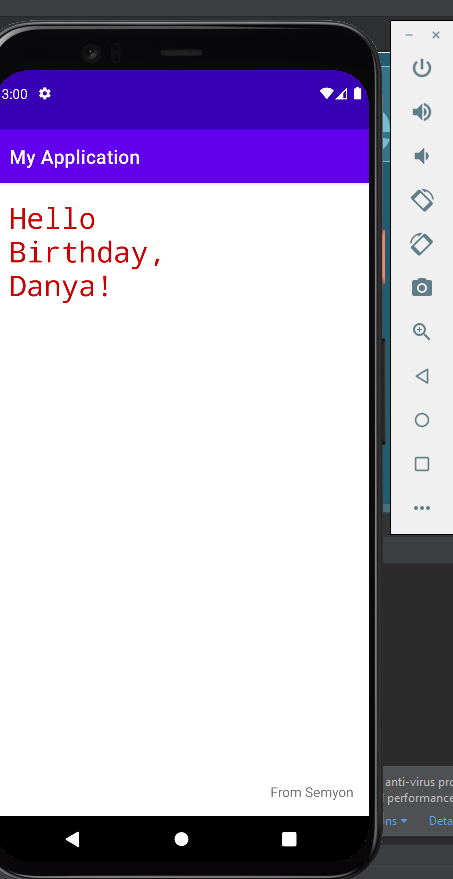 3:00
My Application
Hello
Birthday,
Danya!
From Semyon
anti-virus pro
performance
ns
Deta